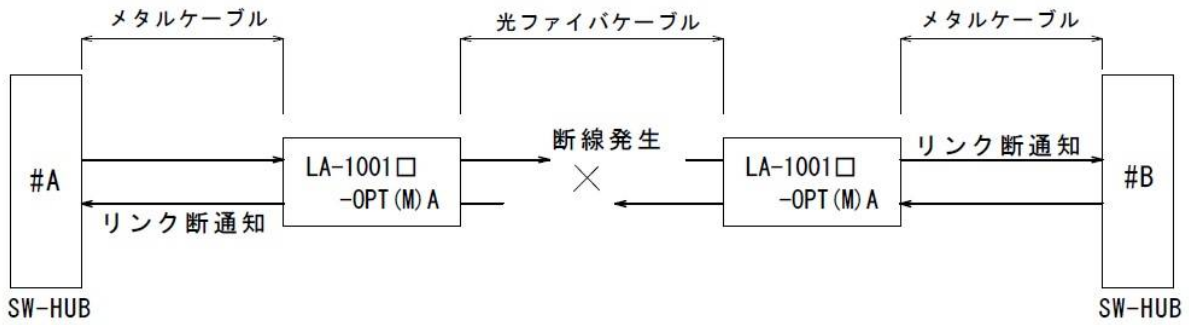 メタルケーブル
光ファイバケーブル
メタルケーブル
断線発生
リンク断通知
#A
LA-1001□
-OPT(M)A
LA-1001□
-OPT(M)A
#B
リンク断通知
SW-HUB
SW-HUB